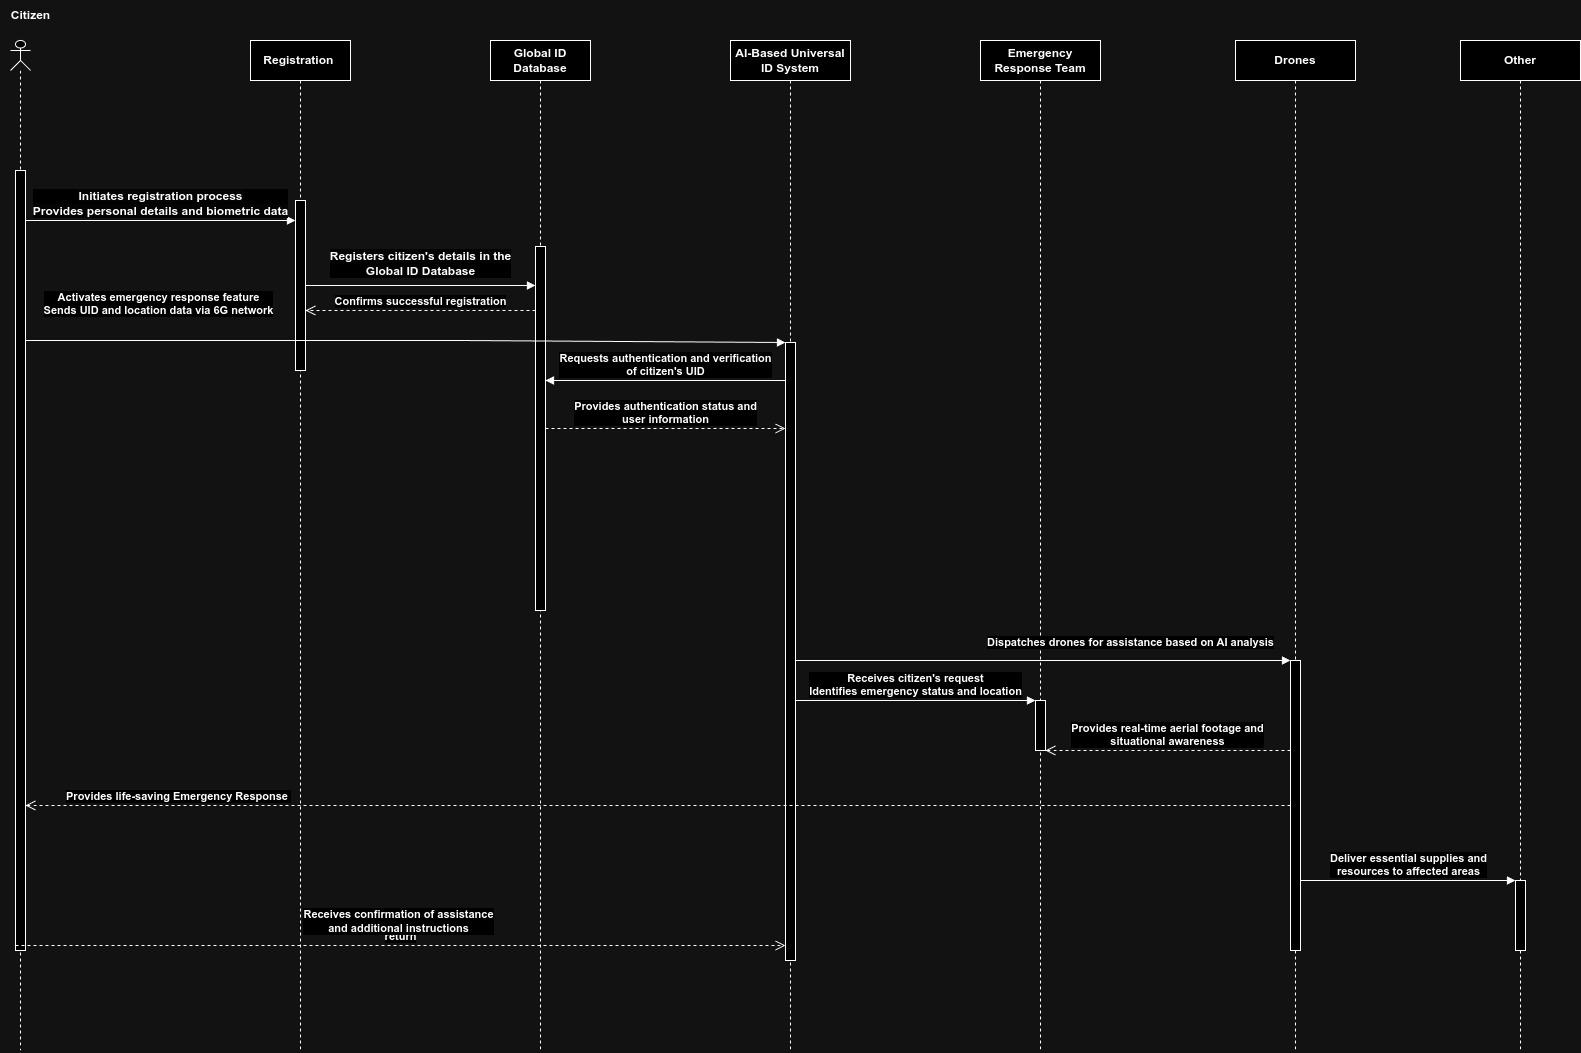 Citizen
Registration
Global ID
Database
AI-Based Universal
ID System
Emergency
Response Team
Drones
Other
Initiates registration process
Provides personal details and biometric data
Registers citizen's details in the
Global ID Database
Activates emergency response feature
Sends UID and location data via 6G network
Confirms successful registration
Requests authentication and verification
of citizen's UID
Provides authentication status and
user information
Dispatches drones for assistance based on AI analysis
Receives citizen's request
Identifies emergency status and location
Provides real-time aerial footage and
situational awareness
Provides life-saving Emergency Response
Deliver essential supplies and
resources to affected areas
Receives confirmation of assistance
and additional instructions
return